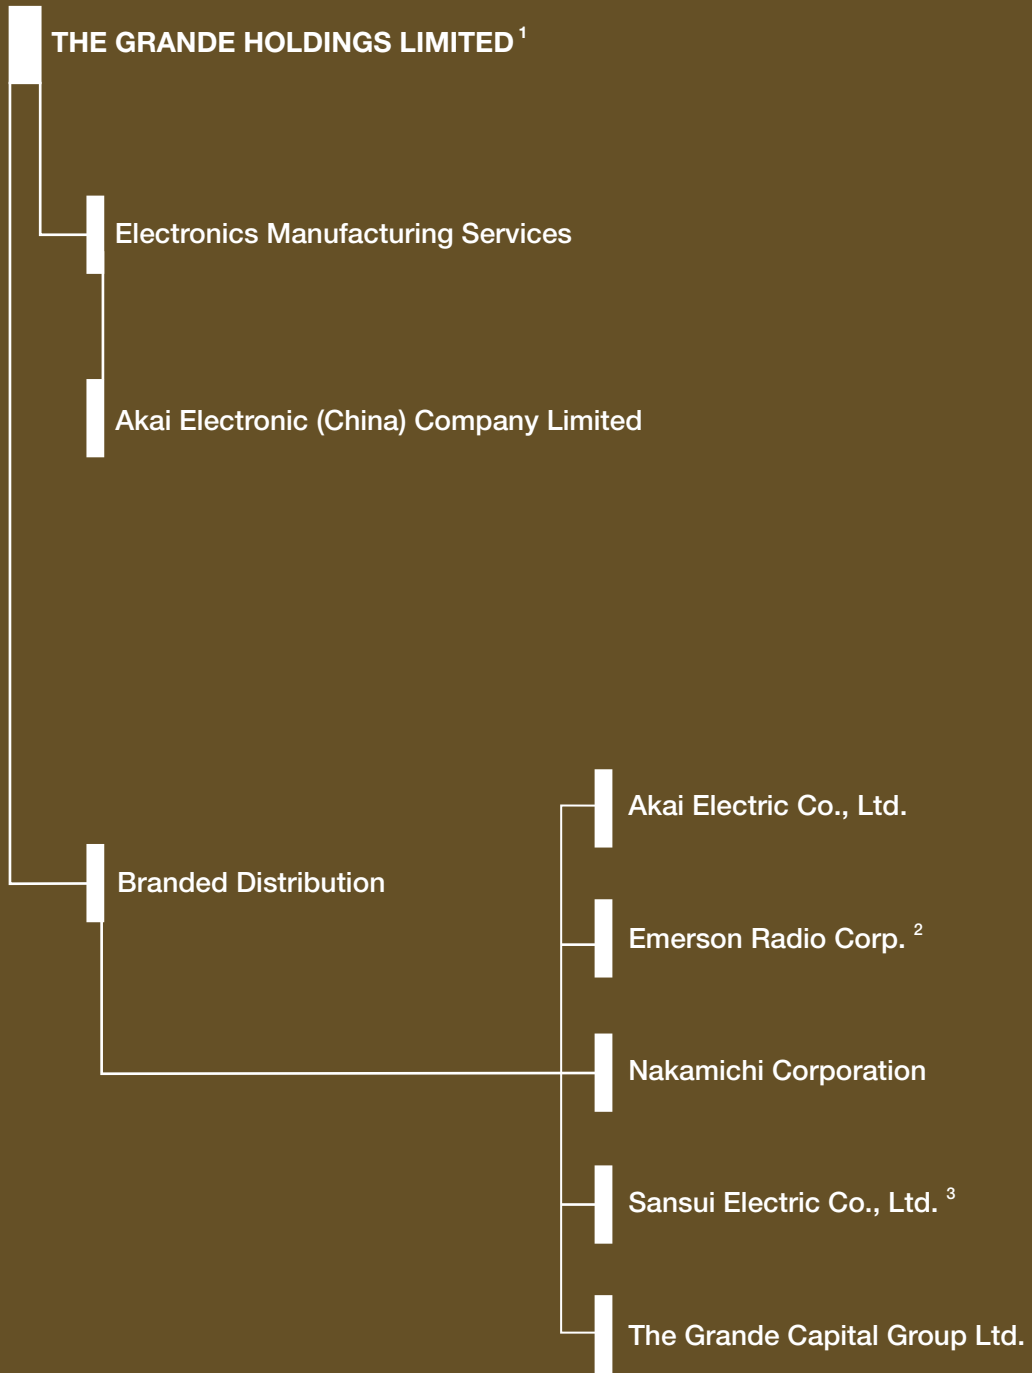 THE GRANDE HOLDINGS LIMITED 1
Electronics Manufacturing Services
Akai Electronic (China) Company Limited
Akai Electric Co., Ltd.
Branded Distribution
Emerson Radio Corp. 2
Nakamichi Corporation
Sansui Electric Co., Ltd. 3
The Grande Capital Group Ltd.